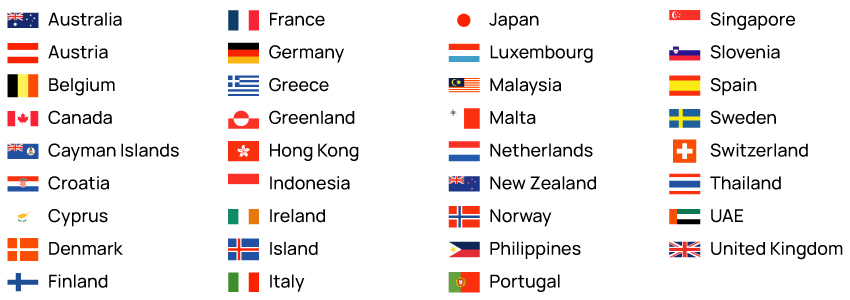 Australia
Austria
Belgium
Canada
Cayman Islands
Croatia
Cyprus
Denmark
Finland
France
Germany
Greece
Greenland
Hong Kong
Indonesia
Ireland
Island
Italy
Japan
Luxembourg
Malaysia
Malta
Netherlands
New Zealand
Norway
Philippines
Portugal
Singapore
Slovenia
Spain
Sweden
Switzerland
Thailand
UAE
United Kingdom